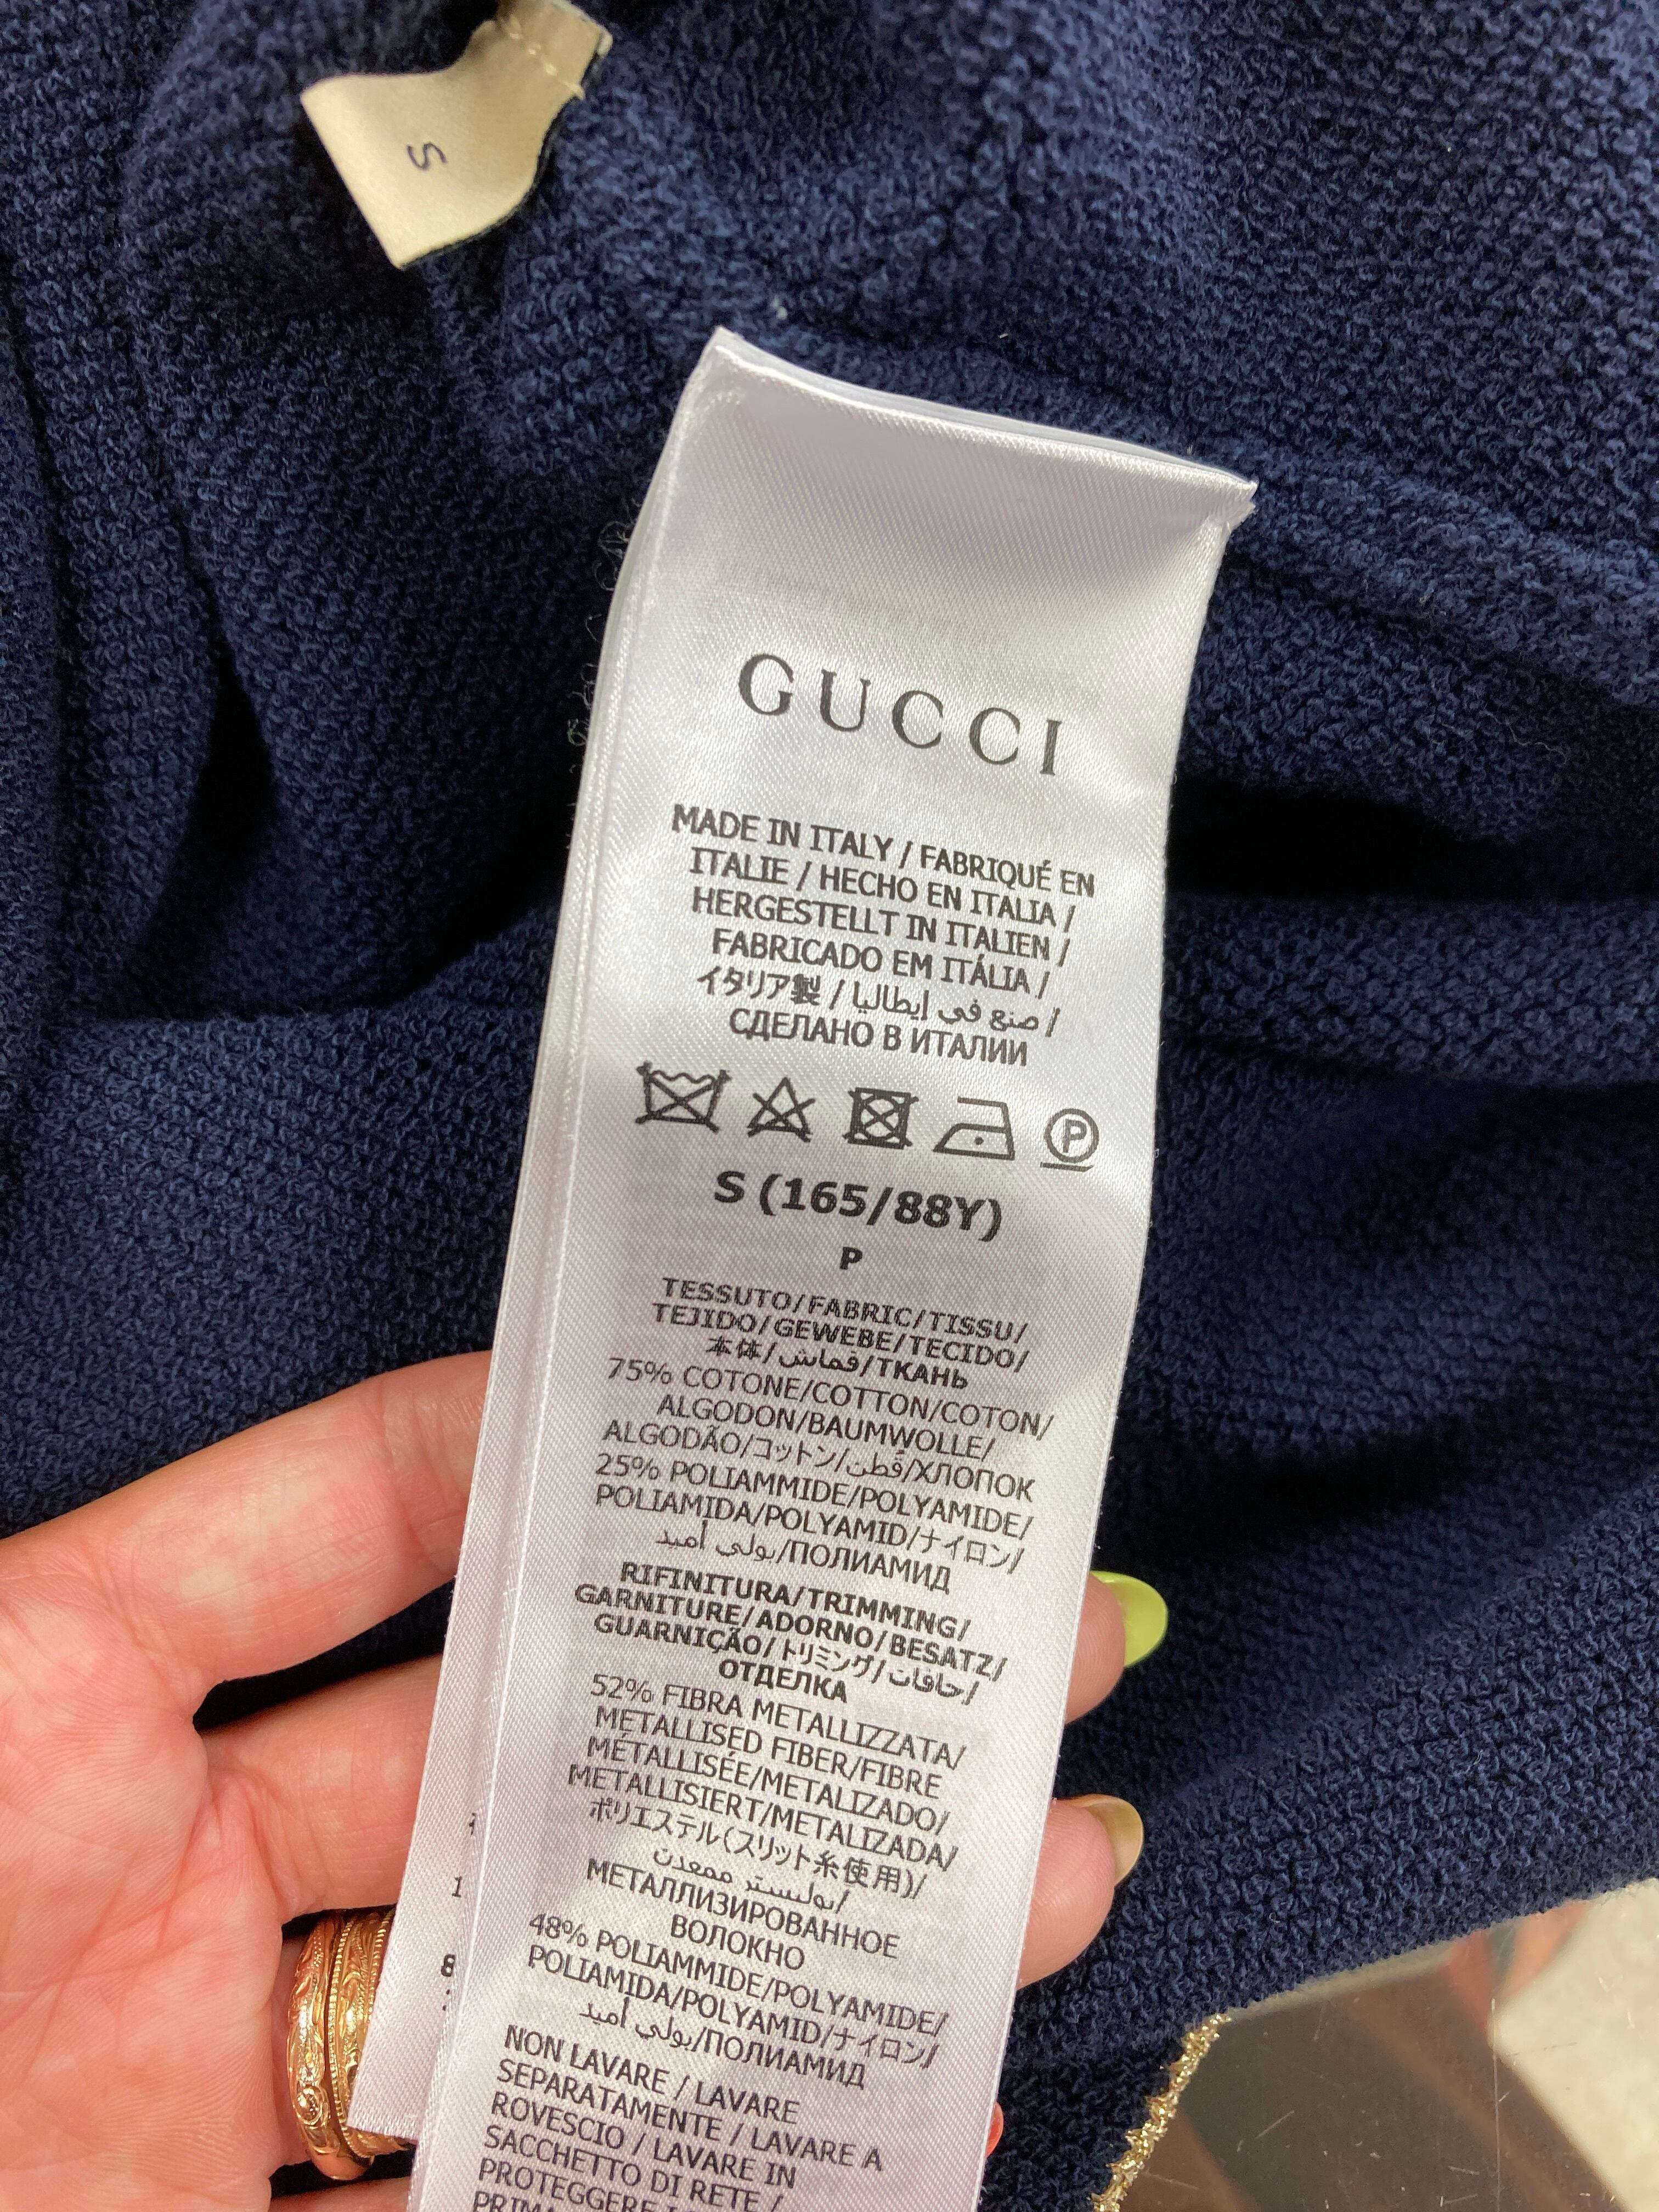 S
GUCCI
MADE IN ITALY / FABRIQUÉ EN
ITALIE / HECHO EN ITALIA /
HERGESTELLT IN ITALIEN /
FABRICADO EM ITÁLIA /
イタリア製 / صنع في إيطاليا /
СДЕЛАНО В ИТАЛИИ
P
S (165/88Y)
P
TESSUTO/FABRIC/TISSU/
TEJIDO/GEWEBE/TECIDO/
本体/قماش/ТКАНЬ
75% COTONE/COTTON/COTON/
ALGODON/BAUMWOLLE/
ALGODÃO/コットン/قطن/ХЛОПОК
25% POLIAMMIDE/POLYAMIDE/
POLIAMIDA/POLYAMID/ナイロン/
بولي أميد/ПОЛИАМИД
RIFINITURA/TRIMMING/
GARNITURE/ADORNO/BESATZ/
GUARNIÇÃO/トリミング/حافات/
ОТДЕЛКА
52% FIBRA METALLIZZATA/
METALLISED FIBER/FIBRE
MÉTALLISÉE/METALIZADO/
METALLISIERT/METALIZADA/
ポリエステル(スリット糸使用)/
بوليستر ممعدن/
МЕТАЛЛИЗИРОВАННОЕ
ВОЛОКНО
48% POLIAMMIDE/POLYAMIDE/
POLIAMIDA/POLYAMID/ナイロン/
بولي أميد/ПОЛИАМИД
NON LAVARE / LAVARE
SEPARATAMENTE / LAVARE A
ROVESCIO / LAVARE IN
SACCHETTO DI RETE /
PROTEGGERE
1
8